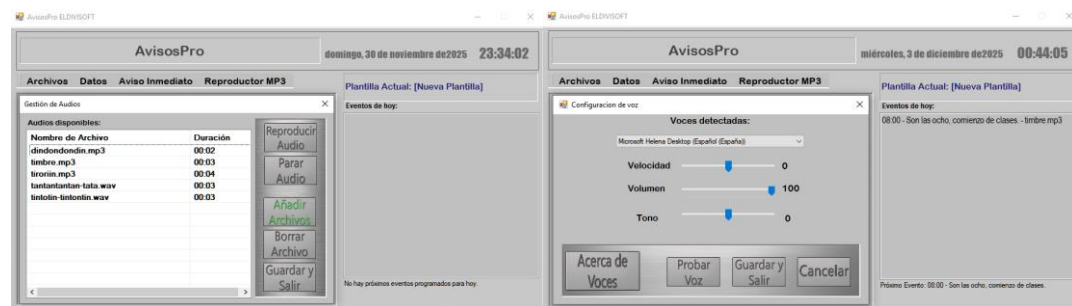 AvisosPro ELDIVISOFT
AvisosPro
domingo, 30 de noviembre de2025 23:34:02
Archivos Datos Aviso Inmediato Reproductor MP3
Plantilla Actual: [Nueva Plantilla]
Gestión de Audios
Eventos de hoy:
Audios disponibles:
Nombre de Archivo Duración
dindondondin.mp3 00:02
timbre.mp3 00:03
tiroriin.mp3 00:04
tantantantan-tata.wav 00:03
tintolin-tintontin.wav 00:03
Reproducir
Audio
Parar
Audio
Añadir
Archivos
Borrar
Archivo
Guardar y
Salir
No hay próximos eventos programados para hoy.
AvisosPro ELDIVISOFT
AvisosPro
miércoles, 3 de diciembre de2025 00:44:05
Archivos Datos Aviso Inmediato Reproductor MP3
Plantilla Actual: [Nueva Plantilla]
Configuracion de voz
Eventos de hoy:
Voces detectadas:
08:00 - Son las ocho, comienzo de clases. - timbre.mp3
Microsoft Helena Desktop (Español (España))
Velocidad 0
Volumen 100
Tono 0
Acerca de
Voces
Probar
Voz
Guardar y
Salir
Cancelar
Próximo Evento: 08:00 - Son las ocho, comienzo de clases.